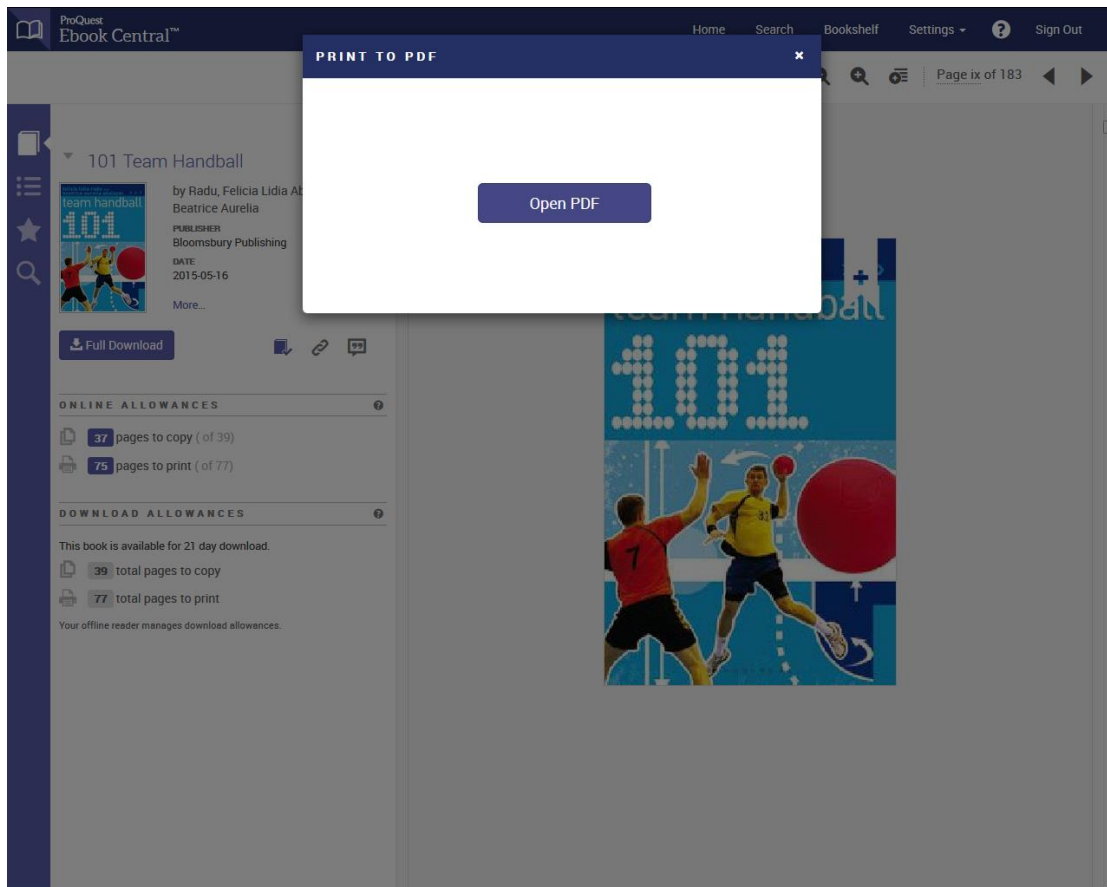 ProQuest
Ebook Central™
Home Search Bookshelf Settings ? Sign Out
PRINT TO PDF ×
Page ix of 183
Open PDF
101 Team Handball
team handball
101
by Radu, Felicia Lidia Ab
Beatrice Aurelia
PUBLISHER
Bloomsbury Publishing
DATE
2015-05-16
More...
Full Download
ONLINE ALLOWANCES ?
37 pages to copy ( of 39)
75 pages to print ( of 77)
DOWNLOAD ALLOWANCES ?
This book is available for 21 day download.
39 total pages to copy
77 total pages to print
Your offline reader manages download allowances.
team handball
101
7